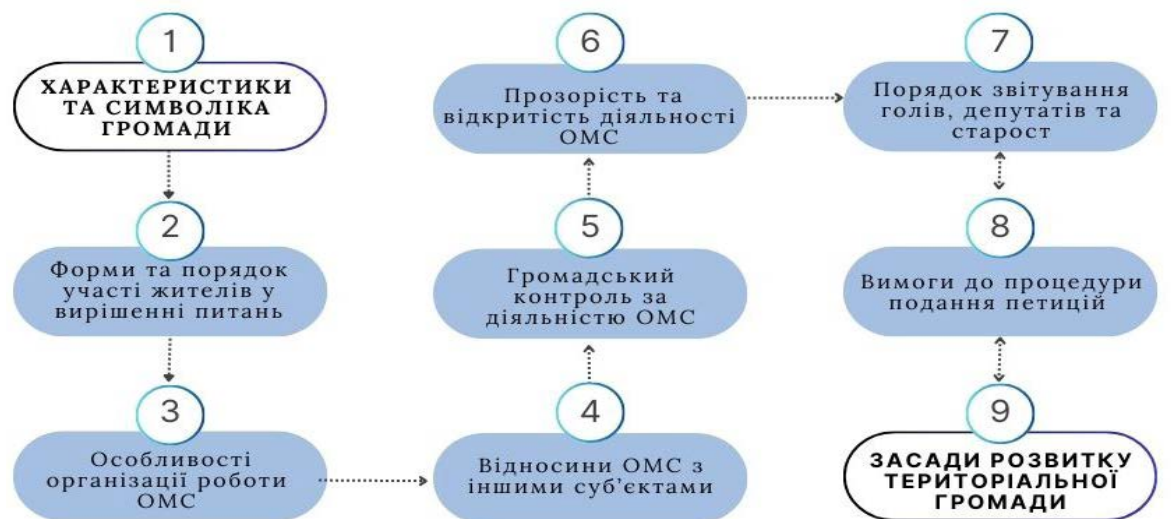 1
ХАРАКТЕРИСТИКИ
ТА СИМВОЛІКА
ГРОМАДИ
2
Форми та порядок
участі жителів у
вирішенні питань
3
Особливості
організації роботи
ОМС
4
Відносини ОМС з
іншими суб’єктами
5
Громадський
контроль за
діяльністю ОМС
6
Прозорість та
відкритість діяльності
ОМС
7
Порядок звітування
голів, депутатів та
старост
8
Вимоги до процедури
подання петицій
9
ЗАСАДИ РОЗВИТКУ
ТЕРИТОРІАЛЬНОЇ
ГРОМАДИ